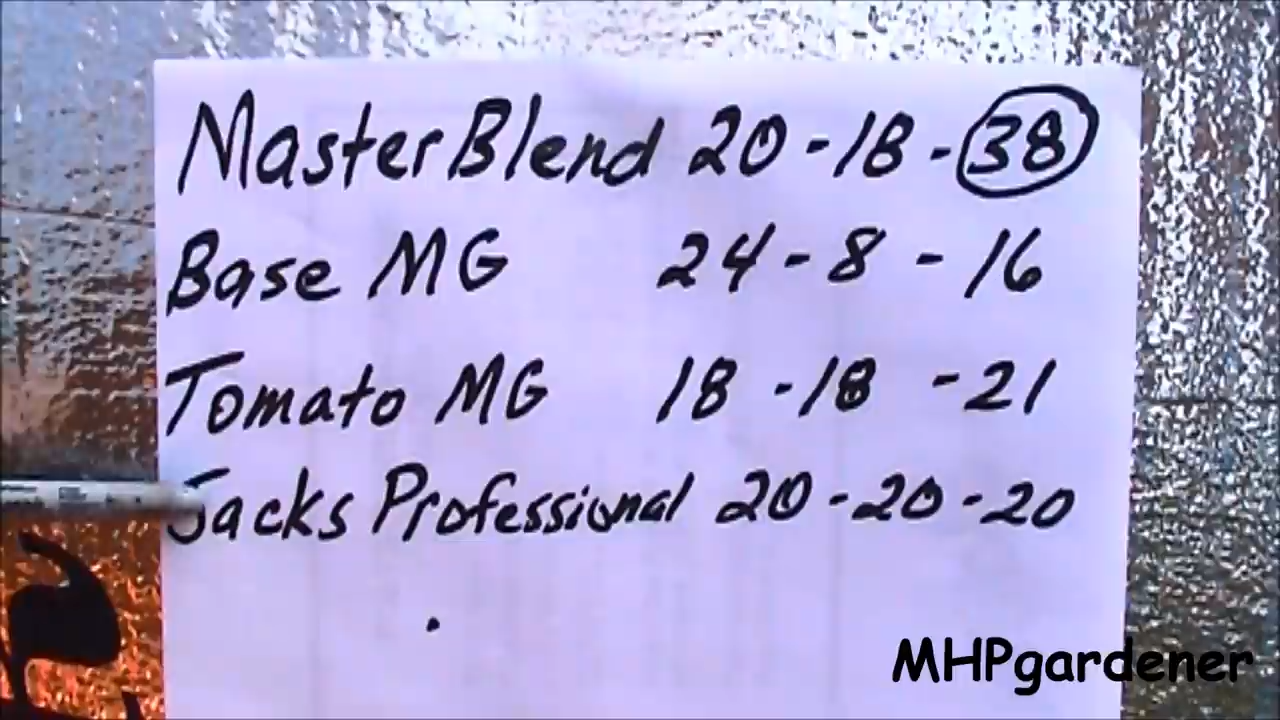 MasterBlend 20-18-38
Base MG 24-8-16
Tomato MG 18-18-21
Jacks Professional 20-20-20
MHPgardener